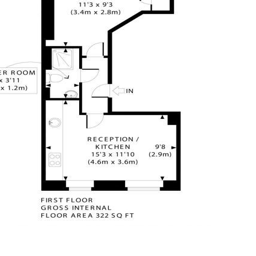 11'3 x 9'3
(3.4m x 2.8m)
ER ROOM
x 3'11
x 1.2m)
IN
RECEPTION /
KITCHEN
15'3 x 11'10
(4.6m x 3.6m)
9'8
(2.9m)
FIRST FLOOR
GROSS INTERNAL
FLOOR AREA 322 SQ FT